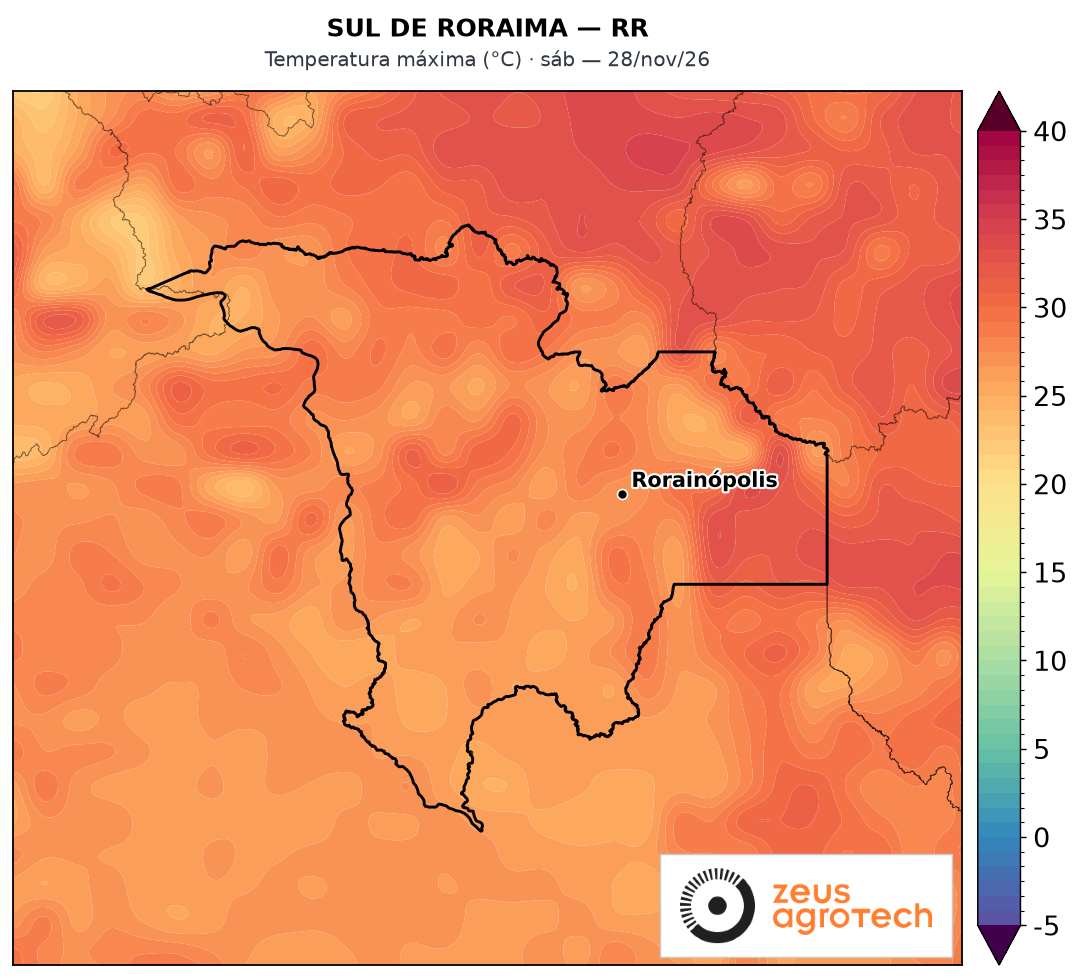 SUL DE RORAIMA — RR
Temperatura máxima (°C) · sáb — 28/nov/26
40
35
30
25
20
15
10
5
0
-5
Rorainópolis
zeus
agrotech